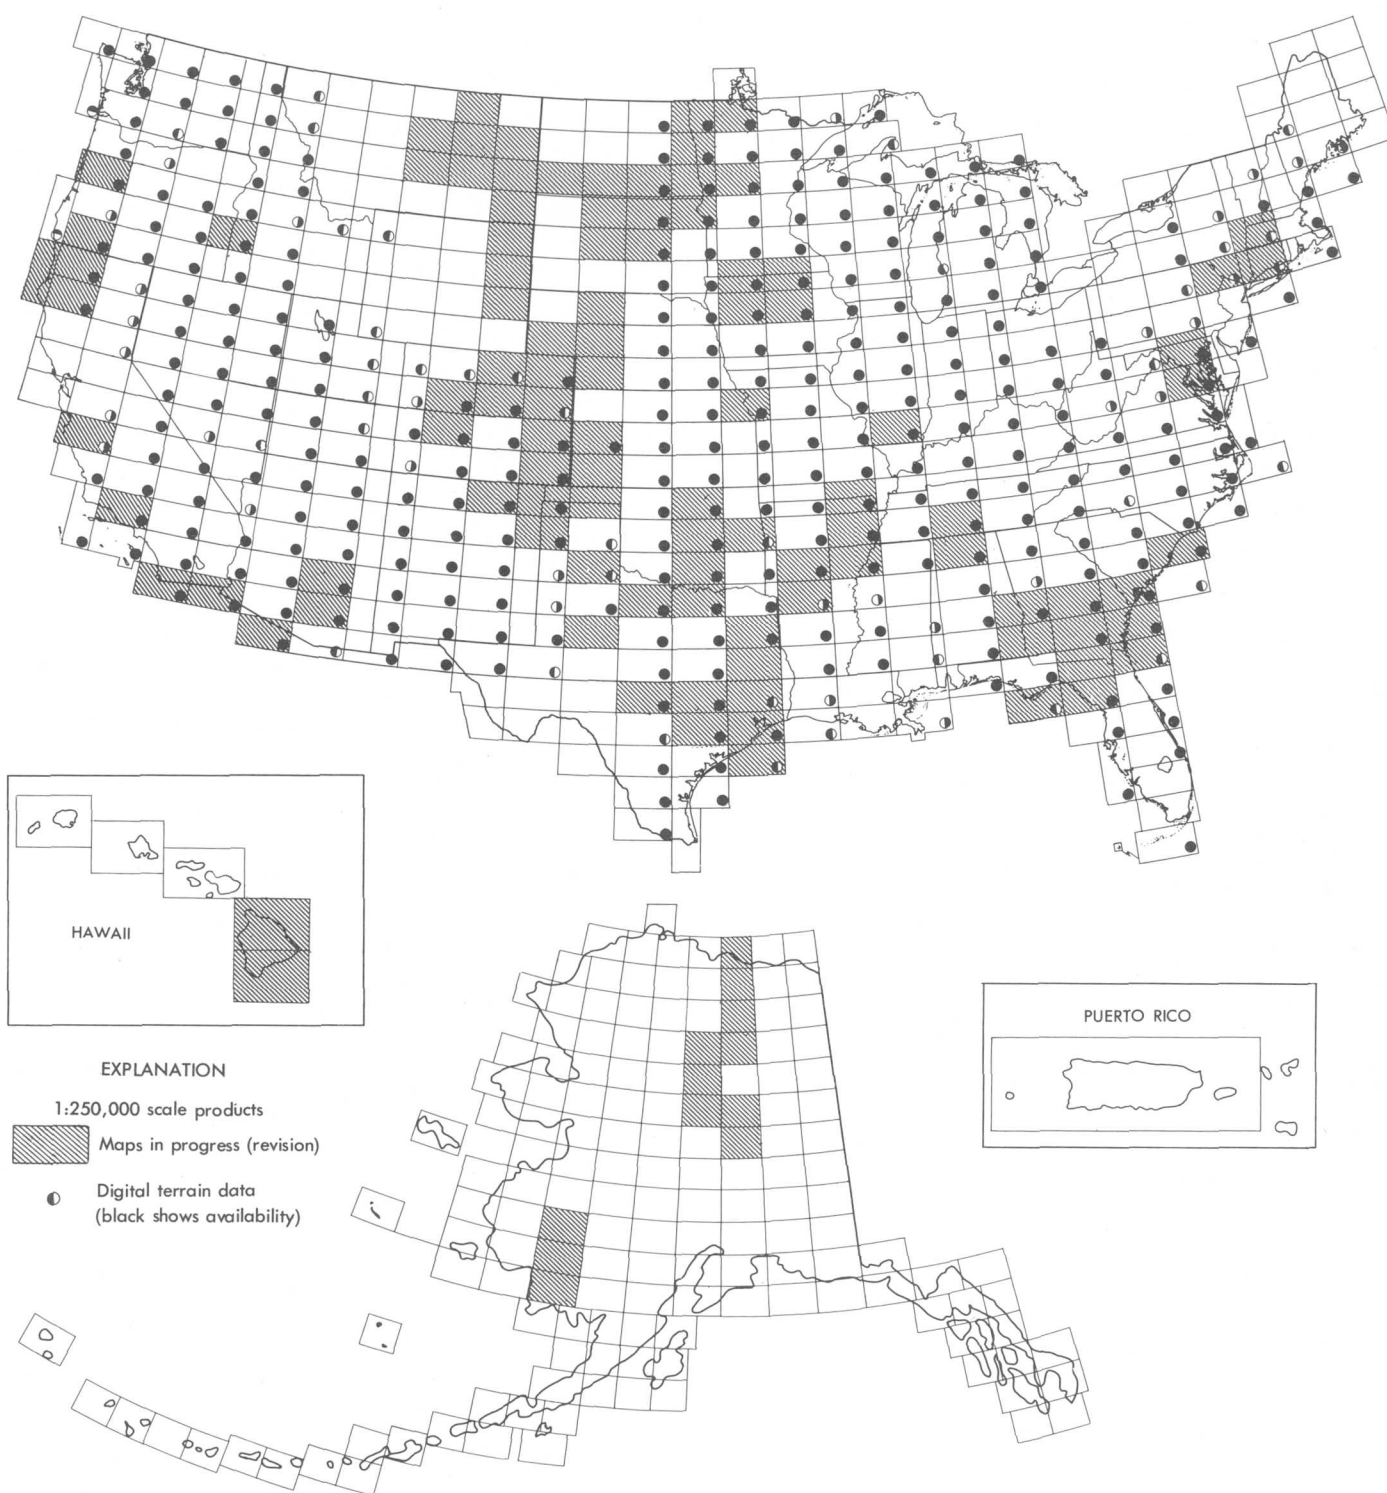 HAWAII
PUERTO RICO
EXPLANATION
1:250,000 scale products
Maps in progress (revision)
Digital terrain data
(black shows availability)